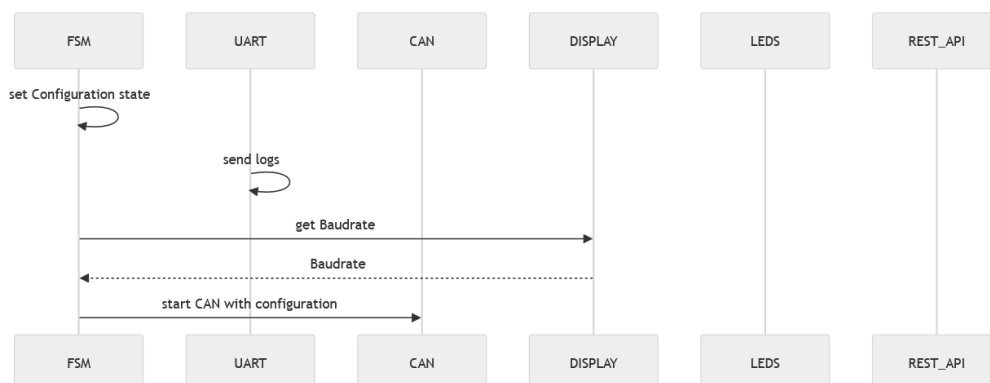 FSM
UART
CAN
DISPLAY
LEDS
REST_API
set Configuration state
send logs
get Baudrate
Baudrate
start CAN with configuration
FSM
UART
CAN
DISPLAY
LEDS
REST_API